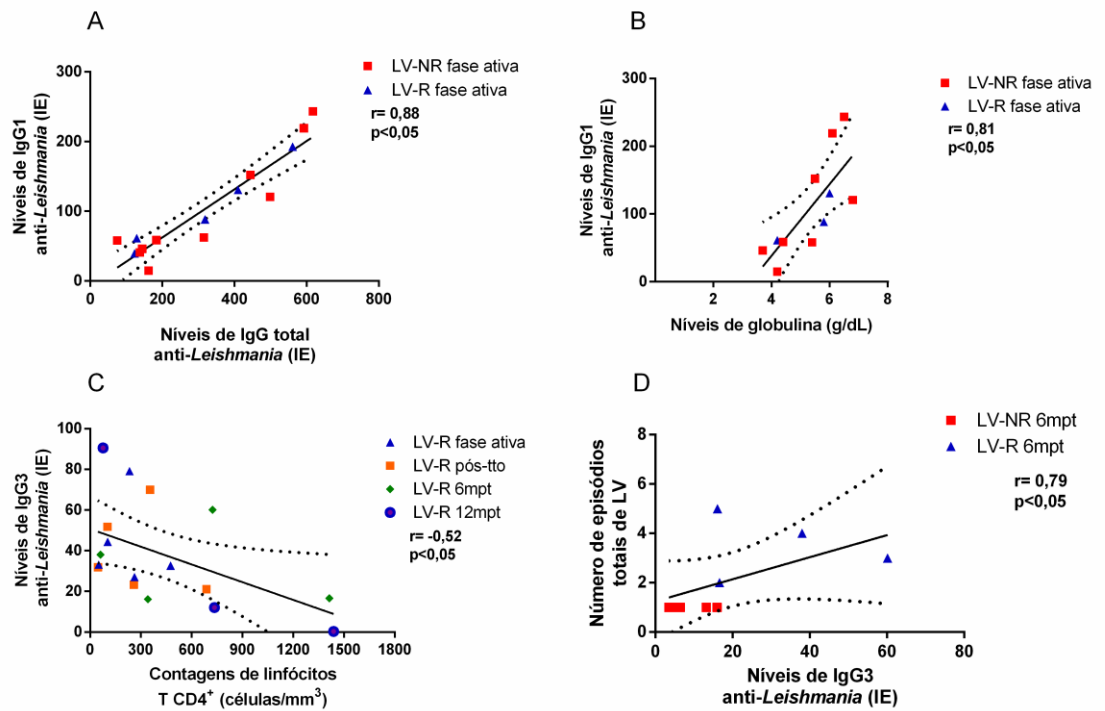 A
Níveis de IgG1
anti-Leishmania (IE)
300
200
100
0
0 200 400 600 800
Níveis de IgG total
anti-Leishmania (IE)
LV-NR fase ativa
LV-R fase ativa
r= 0,88
p<0,05
B
Níveis de IgG1
anti-Leishmania (IE)
300
200
100
0
2 4 6 8
Níveis de globulina (g/dL)
LV-NR fase ativa
LV-R fase ativa
r= 0,81
p<0,05
C
Níveis de IgG3
anti-Leishmania (IE)
100
80
60
40
20
0
0 300 600 900 1200 1500 1800
Contagens de linfócitos
T CD4+ (células/mm3)
LV-R fase ativa
LV-R pós-tto
LV-R 6mpt
LV-R 12mpt
r= -0,52
p<0,05
D
Número de episódios
totais de LV
8
6
4
2
0
0 20 40 60 80
Níveis de IgG3
anti-Leishmania (IE)
LV-NR 6mpt
LV-R 6mpt
r= 0,79
p<0,05